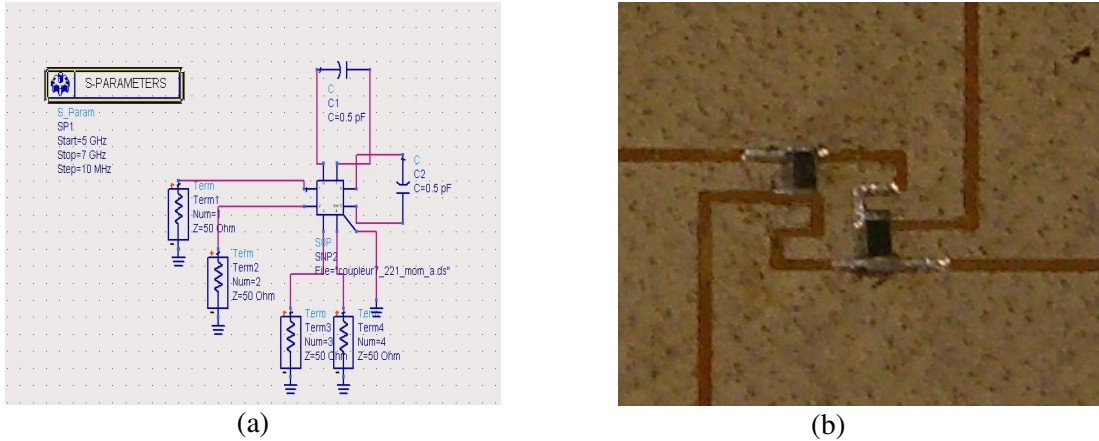 S-PARAMETERS
S_Param
SP1
Start=5 GHz
Stop=7 GHz
Step=10 MHz
C
C1
C=0.5 pF
C
C2
C=0.5 pF
Term
Term1
Num=1
Z=50 Ohm
Term
Term2
Num=2
Z=50 Ohm
SNP
SNP2
File="coupleur7_221_mom_a.ds"
Term
Term3
Num=3
Z=50 Ohm
Term
Term4
Num=4
Z=50 Ohm
(a)
(b)